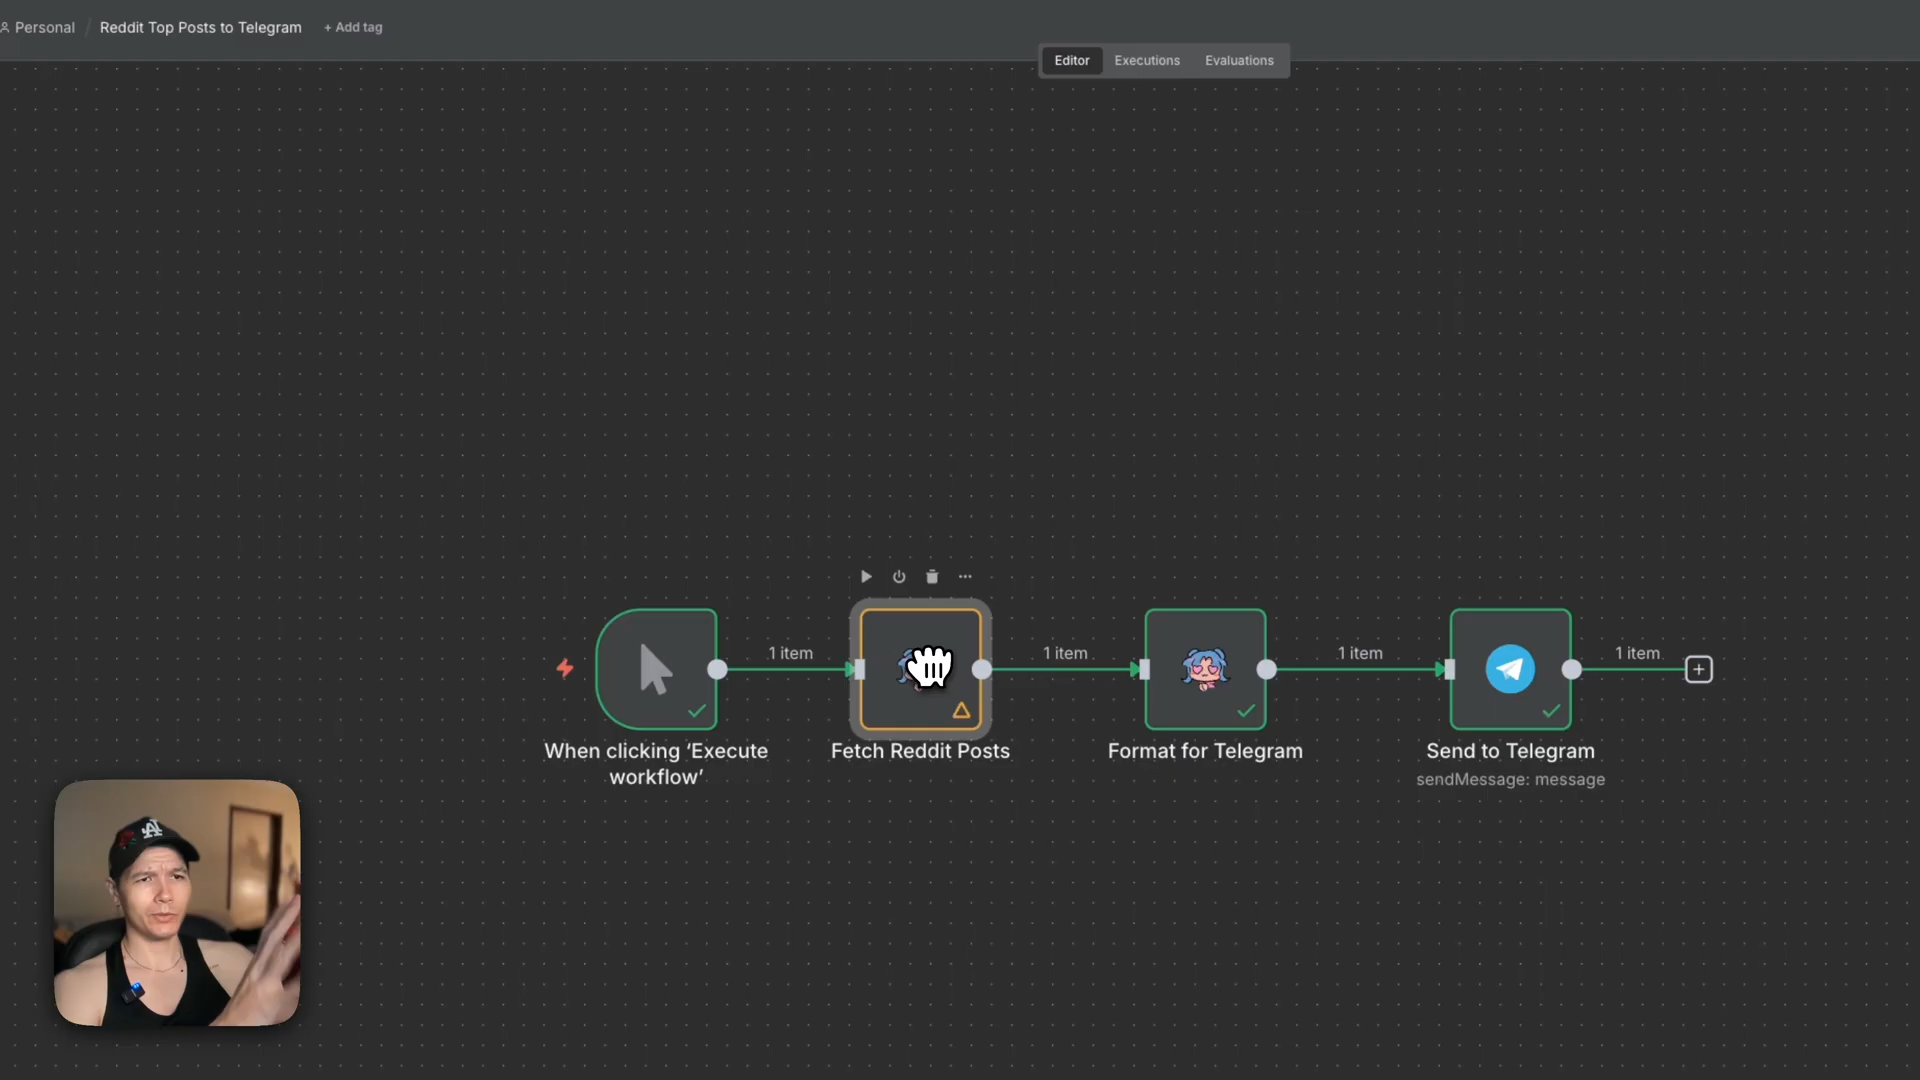 Personal / Reddit Top Posts to Telegram + Add tag
Editor Executions Evaluations
1 item
1 item
1 item
1 item
When clicking ‘Execute
workflow’
Fetch Reddit Posts
Format for Telegram
Send to Telegram
sendMessage: message